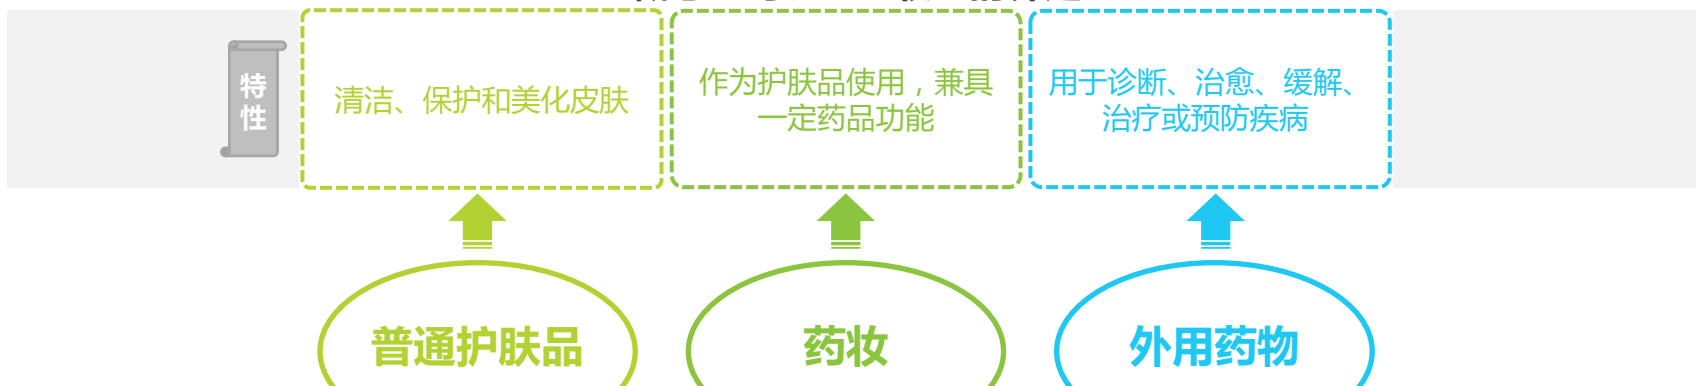 特性
清洁、保护和美化皮肤
作为护肤品使用，兼具
一定药品功能
用于诊断、治愈、缓解、
治疗或预防疾病
普通护肤品
药妆
外用药物